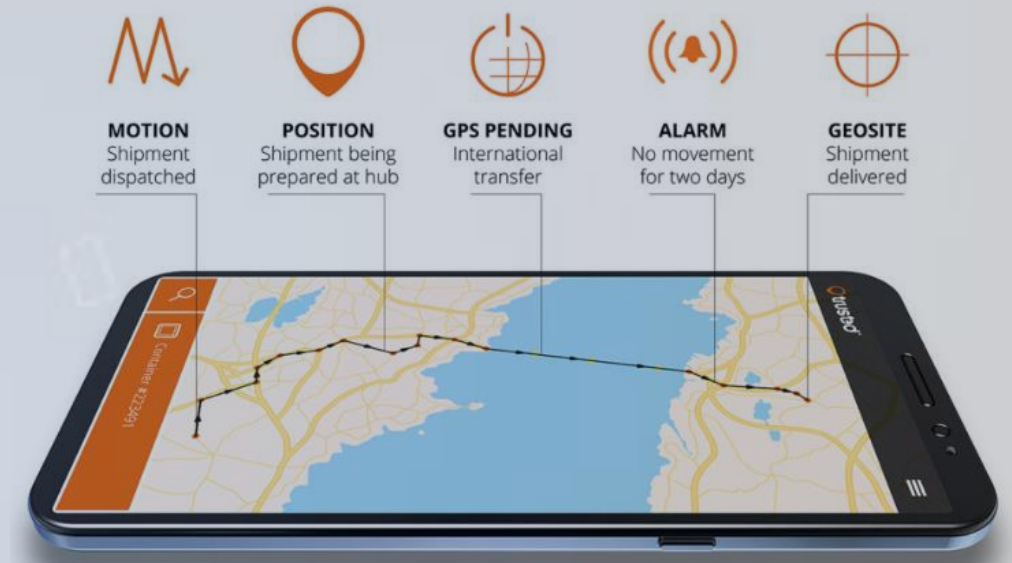 MOTION
Shipment
dispatched
POSITION
Shipment being
prepared at hub
GPS PENDING
International
transfer
ALARM
No movement
for two days
GEOSITE
Shipment
delivered
trusted
Container #223491